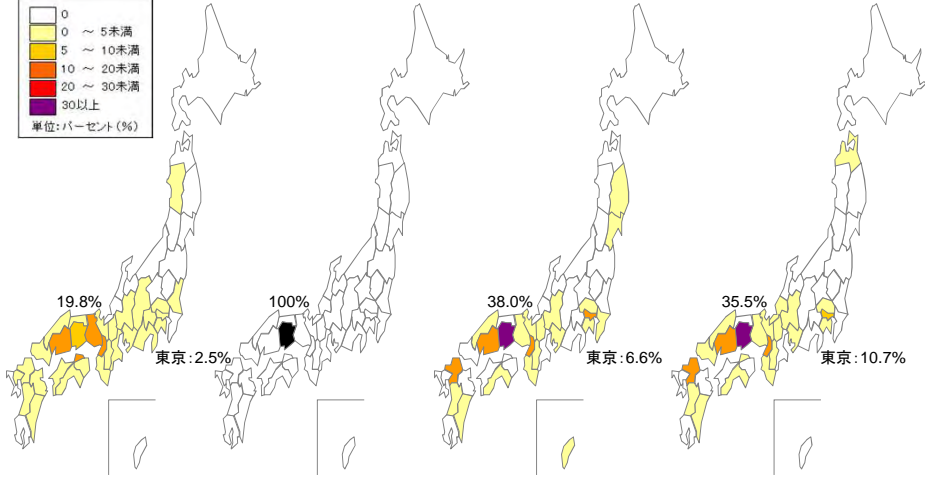 0
0 ~ 5未満
5 ~ 10未満
10 ~ 20未満
20 ~ 30未満
30以上
単位:パーセント(%)
19.8%
100%
38.0%
35.5%
東京:2.5%
東京:6.6%
東京:10.7%